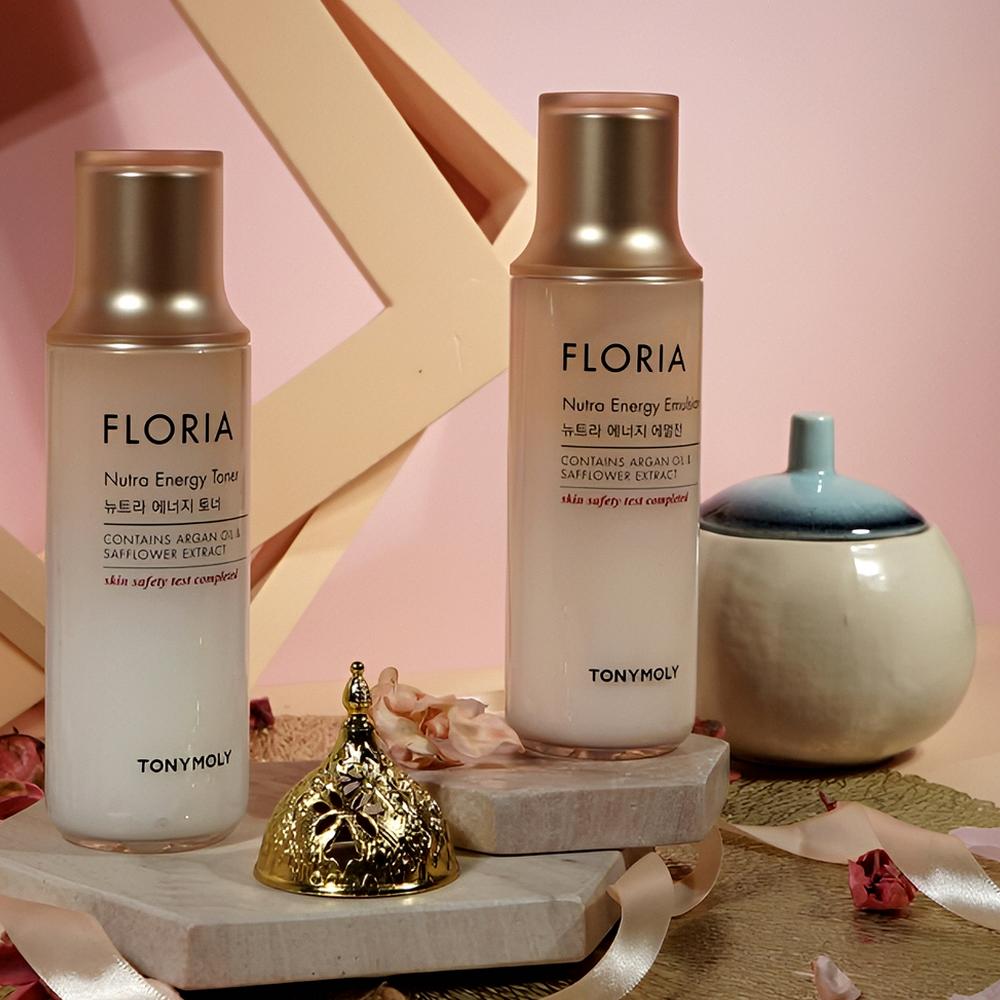 FLORIA
Nutra Energy Toner
뉴트라 에너지 토너
CONTAINS ARGAN OIL &
SAFFLOWER EXTRACT
skin safety test completed
TONYMOLY
FLORIA
Nutra Energy Emulsion
뉴트라 에너지 에멀전
CONTAINS ARGAN OIL &
SAFFLOWER EXTRACT
skin safety test completed
TONYMOLY